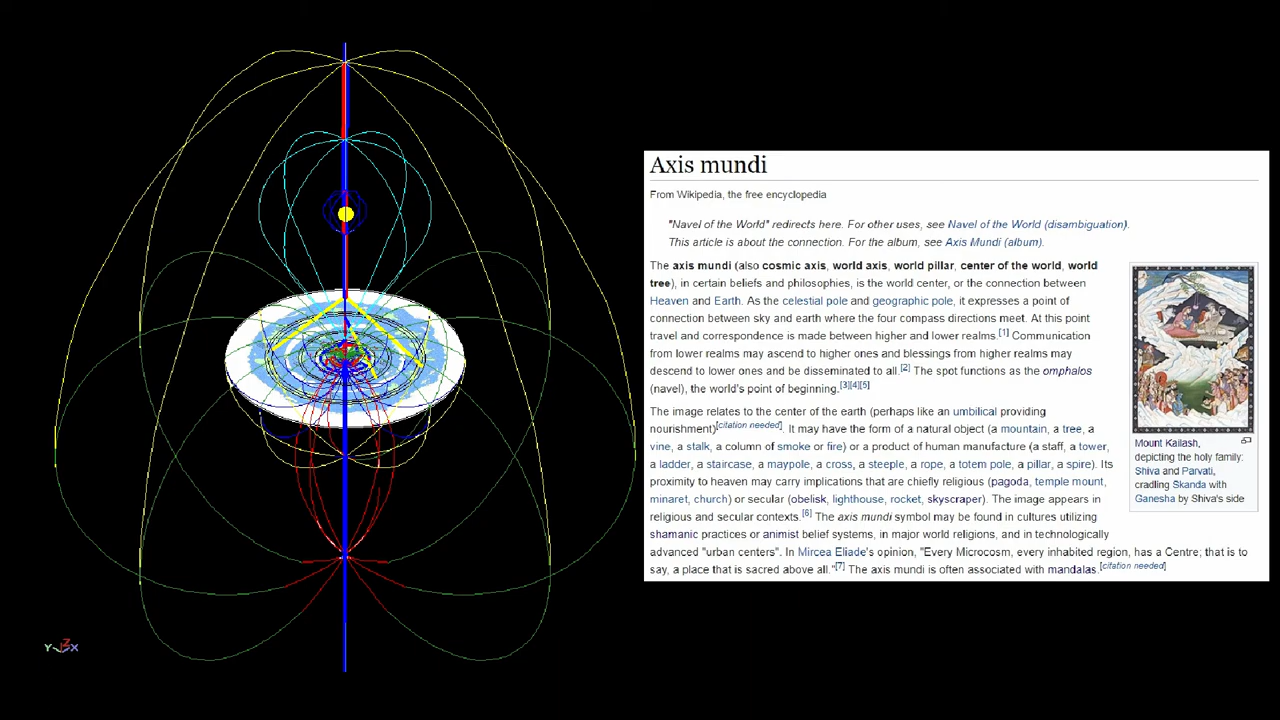 Axis mundi
From Wikipedia, the free encyclopedia
"Navel of the World" redirects here. For other uses, see Navel of the World (disambiguation).
This article is about the connection. For the album, see Axis Mundi (album).
The axis mundi (also cosmic axis, world axis, world pillar, center of the world, world
tree), in certain beliefs and philosophies, is the world center, or the connection between
Heaven and Earth. As the celestial pole and geographic pole, it expresses a point of
connection between sky and earth where the four compass directions meet. At this point
travel and correspondence is made between higher and lower realms.[1] Communication
from lower realms may ascend to higher ones and blessings from higher realms may
descend to lower ones and be disseminated to all.[2] The spot functions as the omphalos
(navel), the world's point of beginning.[3][4][5]
The image relates to the center of the earth (perhaps like an umbilical providing
nourishment)[citation needed]. It may have the form of a natural object (a mountain, a tree, a
vine, a stalk, a column of smoke or fire) or a product of human manufacture (a staff, a tower,
a ladder, a staircase, a maypole, a cross, a steeple, a rope, a totem pole, a pillar, a spire). Its
proximity to heaven may carry implications that are chiefly religious (pagoda, temple mount,
minaret, church) or secular (obelisk, lighthouse, rocket, skyscraper). The image appears in
religious and secular contexts.[6] The axis mundi symbol may be found in cultures utilizing
shamanic practices or animist belief systems, in major world religions, and in technologically
advanced "urban centers". In Mircea Eliade's opinion, "Every Microcosm, every inhabited region, has a Centre; that is to
say, a place that is sacred above all."[7] The axis mundi is often associated with mandalas.[citation needed]
Mount Kailash,
depicting the holy family:
Shiva and Parvati,
cradling Skanda with
Ganesha by Shiva's side
Y Z X